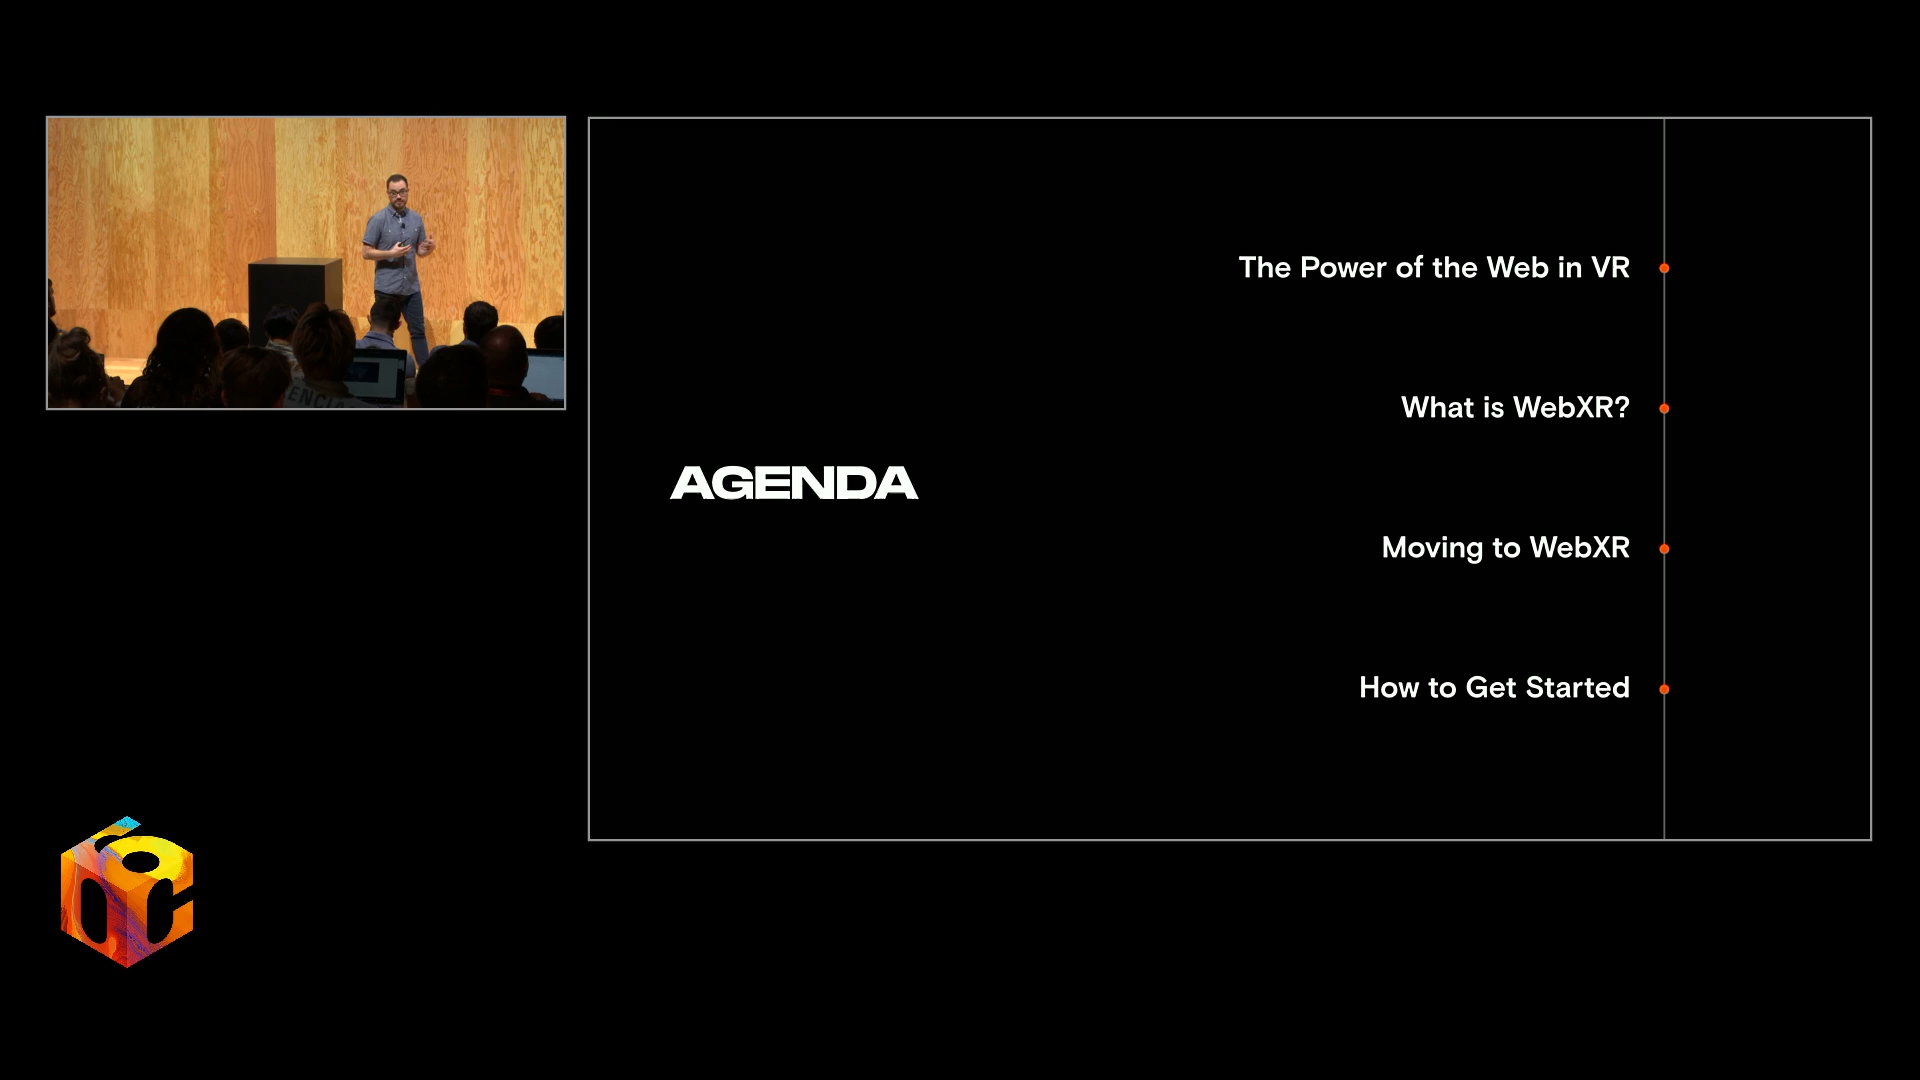 AGENDA
The Power of the Web in VR
What is WebXR?
Moving to WebXR
How to Get Started